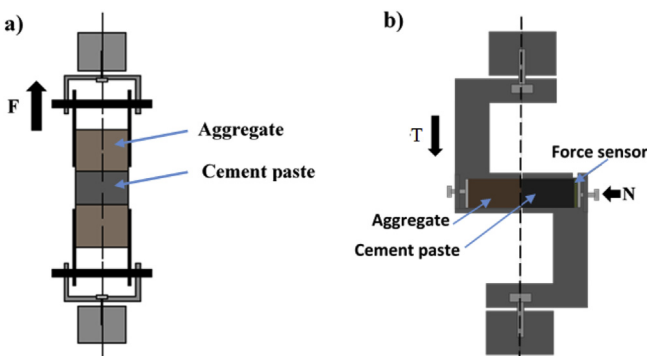 a)
F
Aggregate
Cement paste
b)
T
Force sensor
N
Aggregate
Cement paste